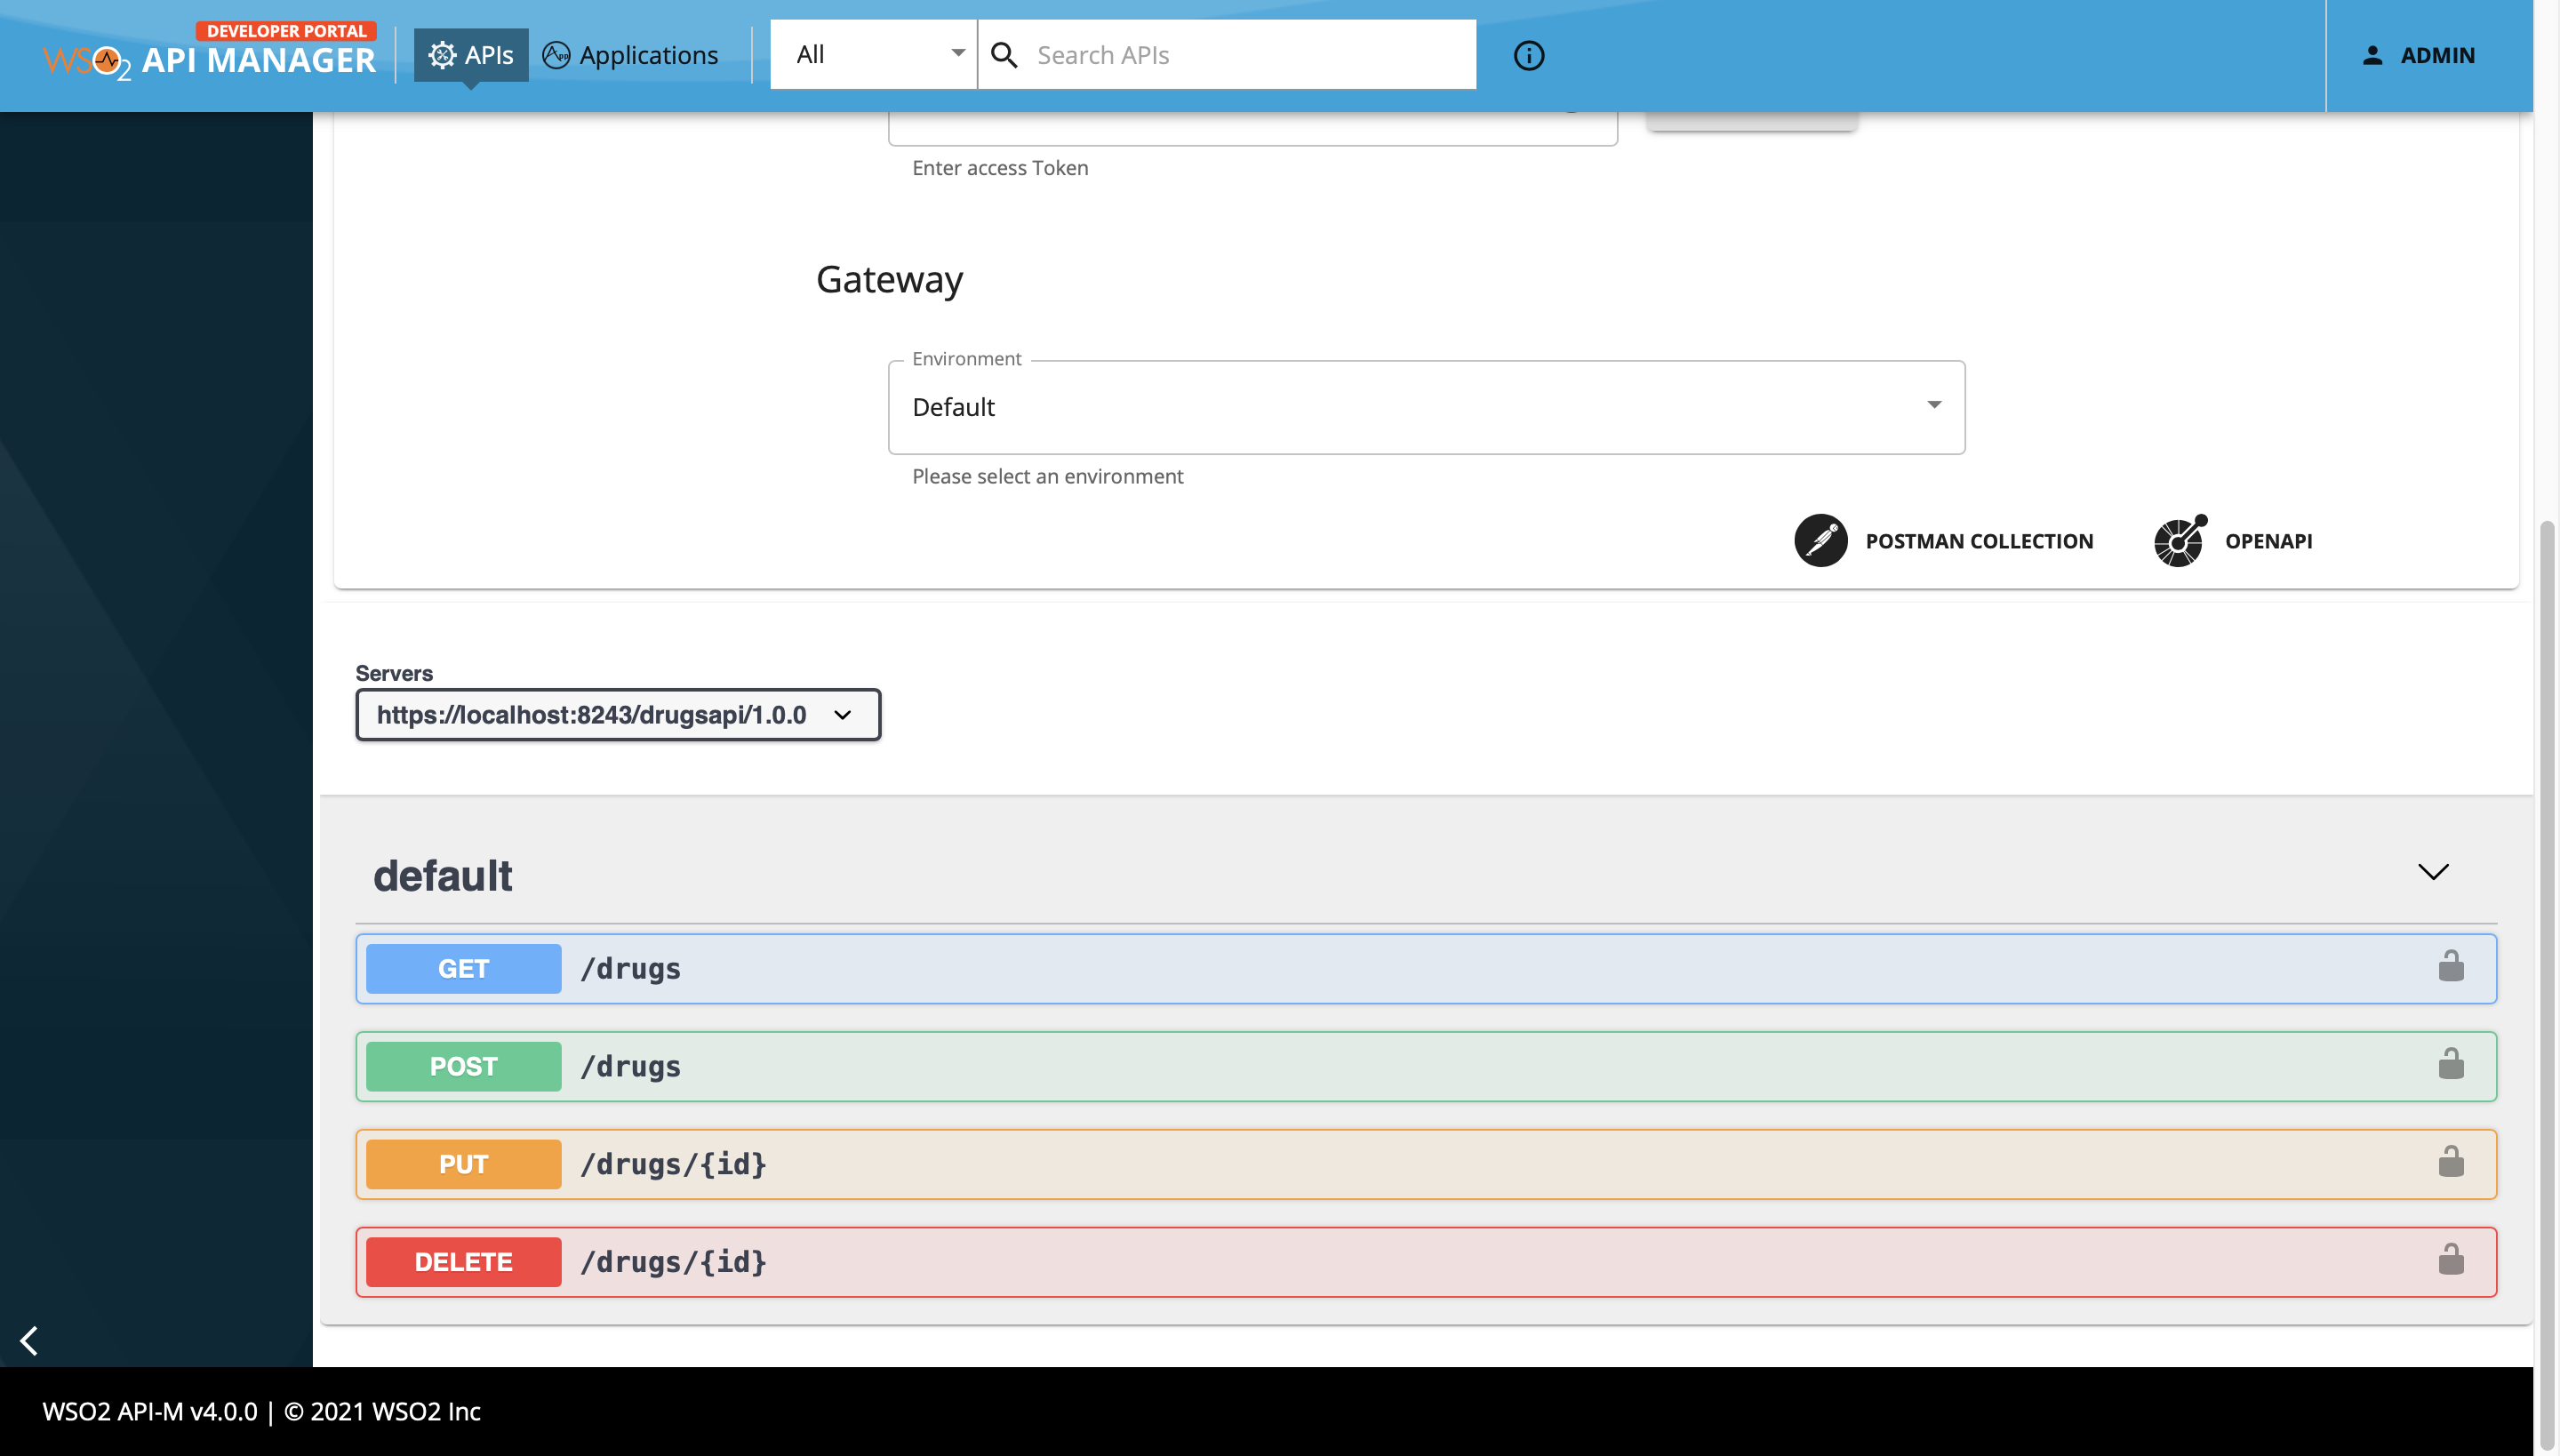 DEVELOPER PORTAL
WSO2 API MANAGER
APIs
Applications
All
Search APIs
ADMIN
Enter access Token
Gateway
Environment
Default
Please select an environment
POSTMAN COLLECTION
OPENAPI
Servers
https://localhost:8243/drugsapi/1.0.0
default
GET /drugs
POST /drugs
PUT /drugs/{id}
DELETE /drugs/{id}
WSO2 API-M v4.0.0 | © 2021 WSO2 Inc